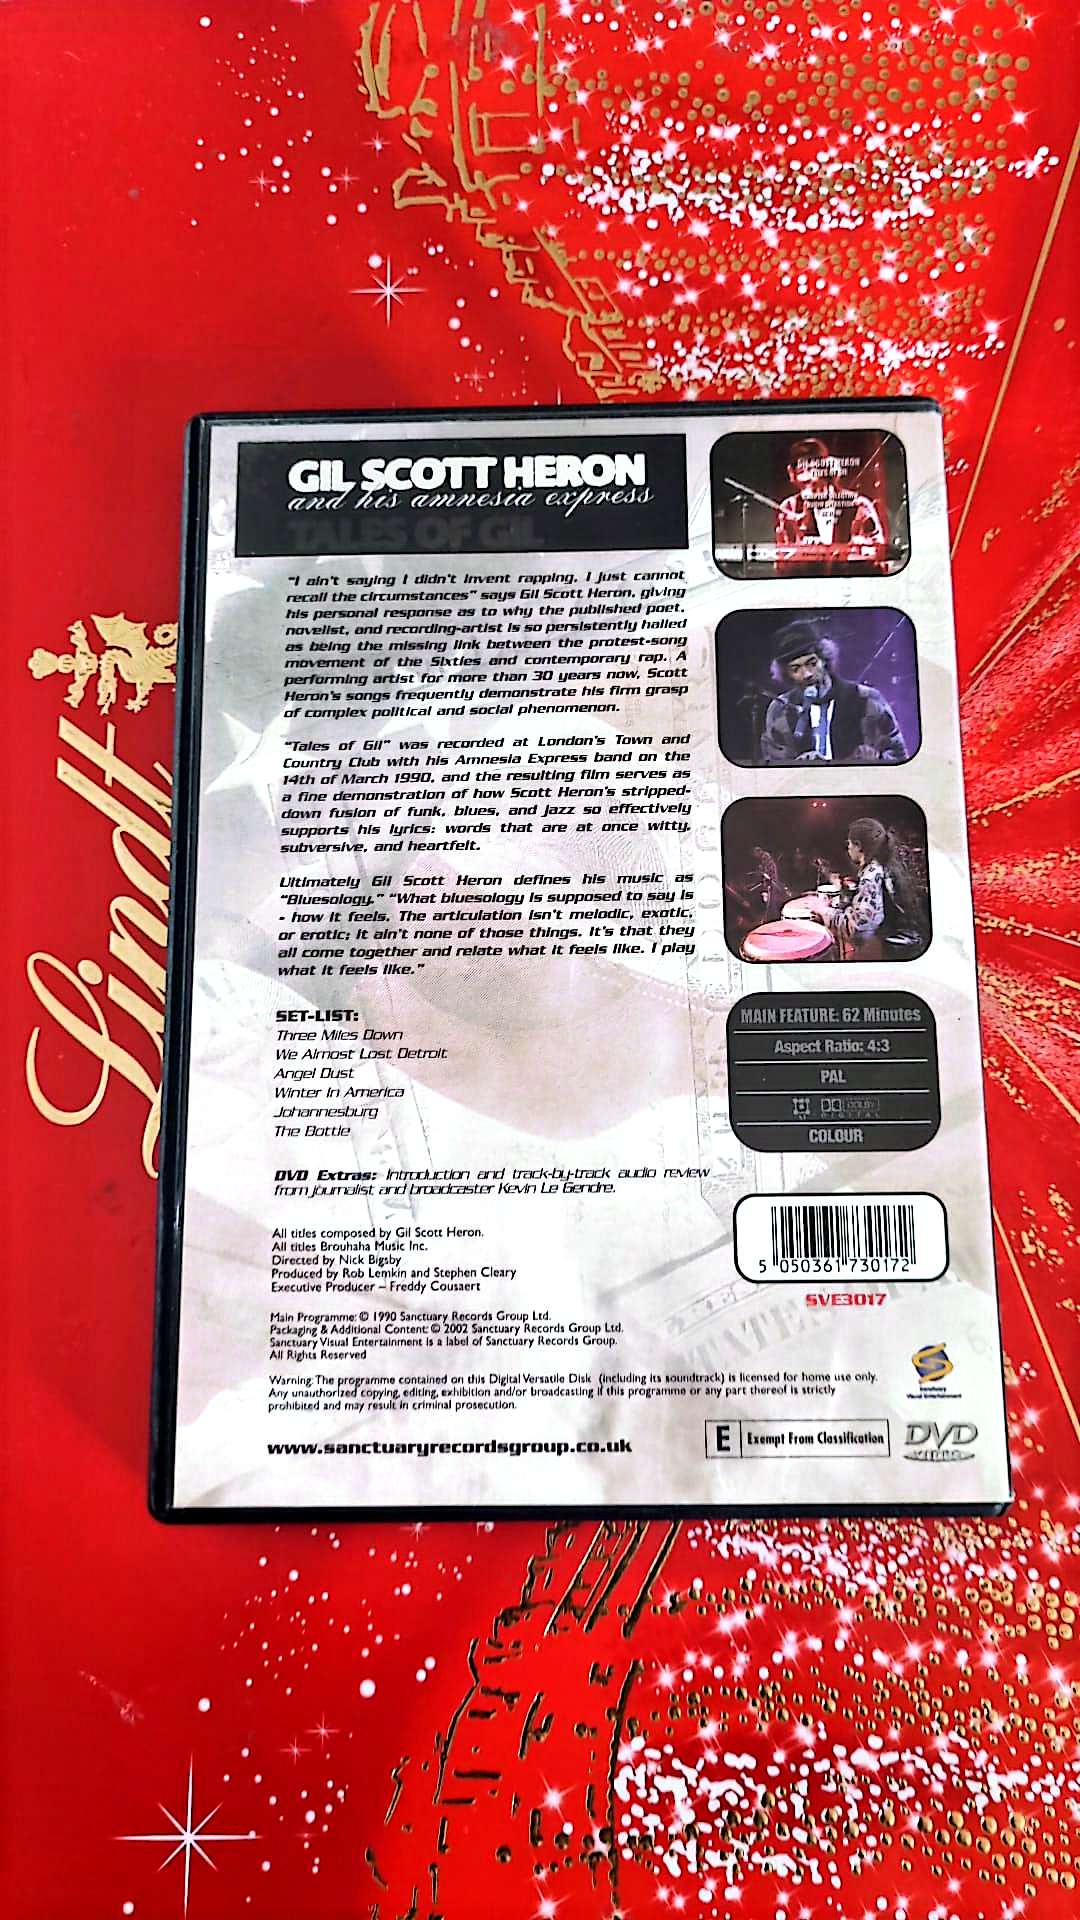 GIL SCOTT HERON
and his amnesia express
TALES OF GIL
"I ain't saying I didn't invent rapping, I just cannot
recall the circumstances" says Gil Scott Heron, giving
his personal response as to why the published poet,
novelist, and recording-artist is so persistently hailed
as being the missing link between the protest-song
movement of the Sixties and contemporary rap. A
performing artist for more than 30 years now, Scott
Heron's songs frequently demonstrate his firm grasp
of complex political and social phenomenon.
"Tales of Gil" was recorded at London's Town and
Country Club with his Amnesia Express band on the
14th of March 1990, and the resulting film serves as
a fine demonstration of how Scott Heron's stripped-
down fusion of funk, blues, and jazz so effectively
supports his lyrics: words that are at once witty,
subversive, and heartfelt.
Ultimately Gil Scott Heron defines his music as
"Bluesology." "What bluesology is supposed to say is
- how it feels. The articulation isn't melodic, exotic,
or erotic; it ain't none of those things. It's that they
all come together and relate what it feels like. I play
what it feels like."
SET-LIST:
Three Miles Down
We Almost Lost Detroit
Angel Dust
Winter In America
Johannesburg
The Bottle
DVD Extras: Introduction and track-by-track audio review
from journalist and broadcaster Kevin Le Gendre.
All titles composed by Gil Scott Heron.
All titles Brouhaha Music Inc.
Directed by Nick Bigsby
Produced by Rob Lemkin and Stephen Cleary
Executive Producer – Freddy Cousaert
Main Programme: © 1990 Sanctuary Records Group Ltd.
Packaging & Additional Content: © 2002 Sanctuary Records Group Ltd.
Sanctuary Visual Entertainment is a label of Sanctuary Records Group.
All Rights Reserved
Warning: The programme contained on this Digital Versatile Disk (including its soundtrack) is licensed for home use only.
Any unauthorized copying, editing, exhibition and/or broadcasting if this programme or any part thereof is strictly
prohibited and may result in criminal prosecution.
www.sanctuaryrecordsgroup.co.uk
GIL SCOTT HERON
TALES OF GIL
CHAPTER SELECTION
MAIN FEATURE: 62 Minutes
Aspect Ratio: 4:3
PAL
DOLBY
DIGITAL
COLOUR
5 050361 730172
SVE3017
Sanctuary
Visual Entertainment
E Exempt From Classification
DVD
VIDEO
Lindt